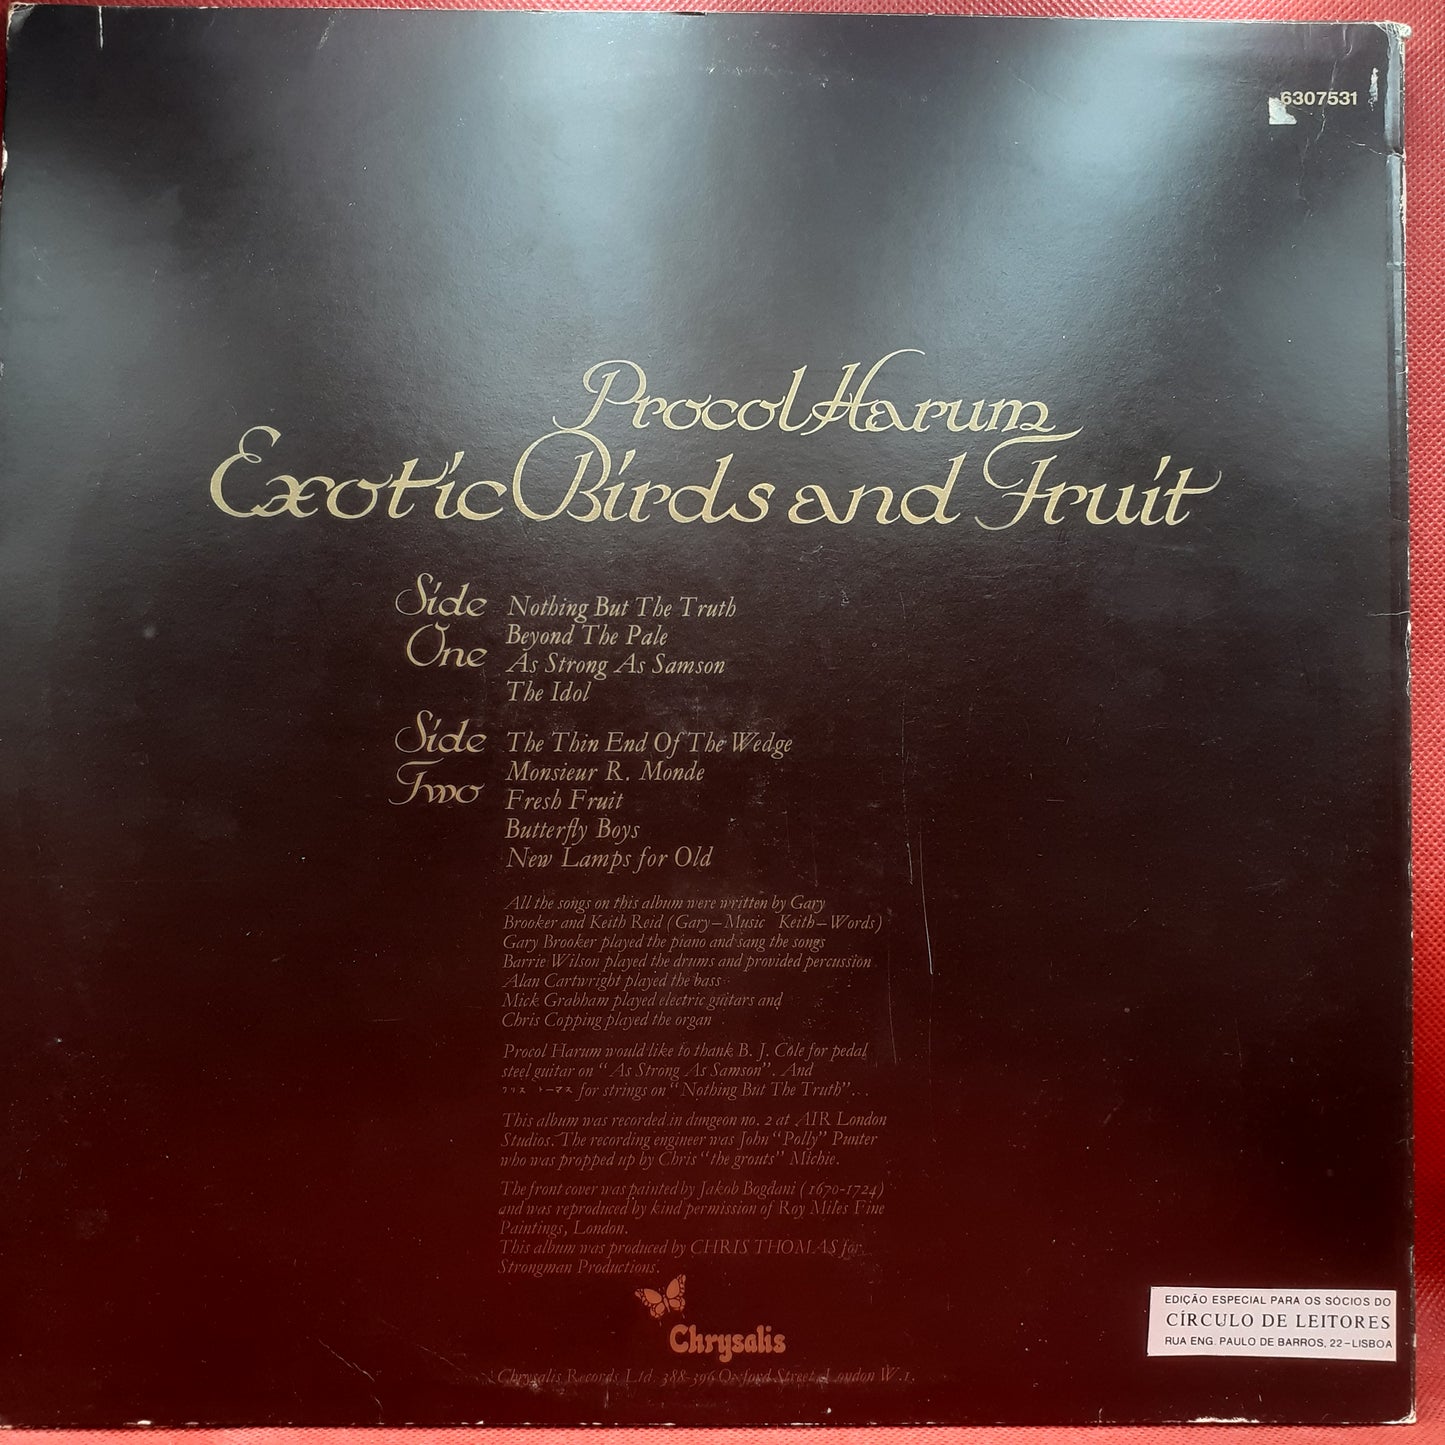 6307531
Procol Harum
Exotic Birds and Fruit
Side One
Nothing But The Truth
Beyond The Pale
As Strong As Samson
The Idol
Side Two
The Thin End Of The Wedge
Monsieur R. Monde
Fresh Fruit
Butterfly Boys
New Lamps for Old
All the songs on this album were written by Gary
Brooker and Keith Reid (Gary–Music Keith–Words)
Gary Brooker played the piano and sang the songs
Barrie Wilson played the drums and provided percussion
Alan Cartwright played the bass
Mick Grabham played electric guitars and
Chris Copping played the organ
Procol Harum would like to thank B. J. Cole for pedal
steel guitar on "As Strong As Samson". And
クリス トーマス for strings on "Nothing But The Truth"...
This album was recorded in dungeon no. 2 at AIR London
Studios. The recording engineer was John "Polly" Punter
who was propped up by Chris "the grouts" Michie.
The front cover was painted by Jakob Bogdani (1670-1724)
and was reproduced by kind permission of Roy Miles Fine
Paintings, London.
This album was produced by CHRIS THOMAS for
Strongman Productions.
Chrysalis
Chrysalis Records Ltd. 388-396 Oxford Street, London W.1.
EDIÇÃO ESPECIAL PARA OS SÓCIOS DO
CÍRCULO DE LEITORES
RUA ENG. PAULO DE BARROS, 22–LISBOA